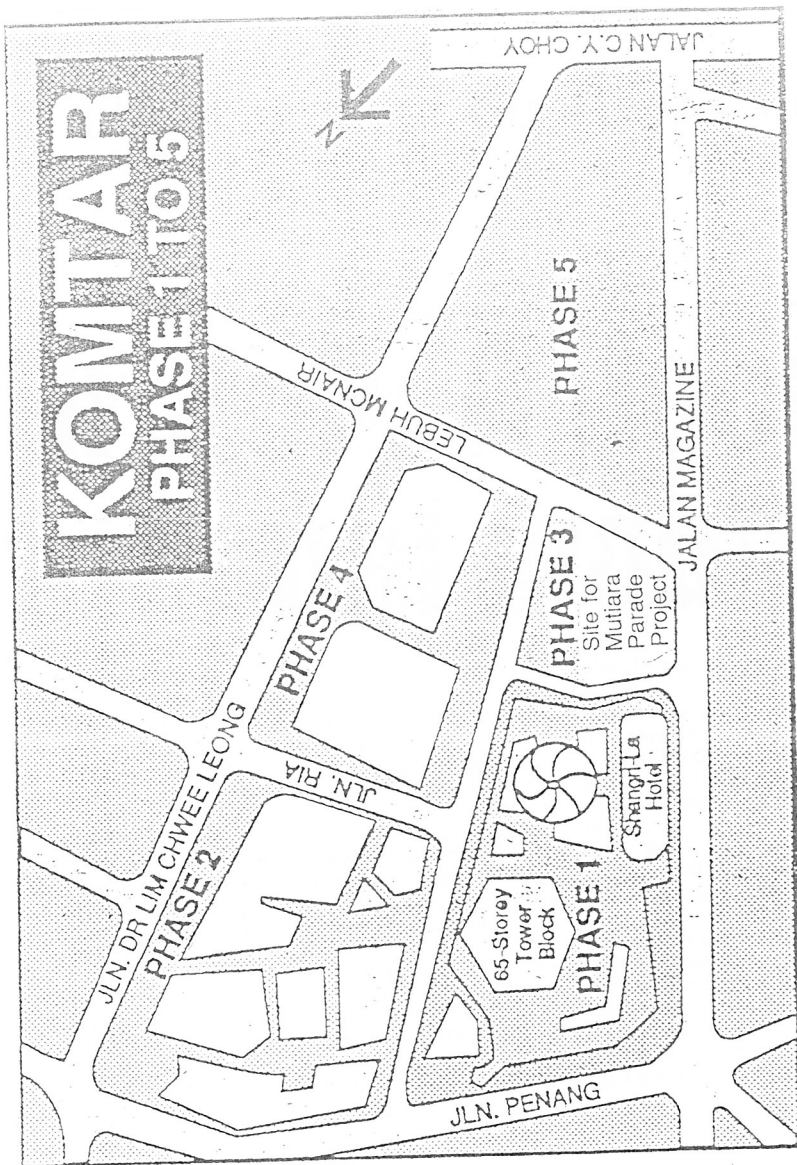 KOMTAR
PHASE 1 TO 5
N
JALAN C.Y. CHOY
LEBUH MCNAIR
PHASE 5
JALAN MAGAZINE
JLN. DR LIM CHWEE LEONG
PHASE 4
PHASE 3
Site for
Mutiara
Parade
Project
JLN. RIA
PHASE 2
65-Storey
Tower
Block
PHASE 1
Shangri-La
Hotel
JLN. PENANG